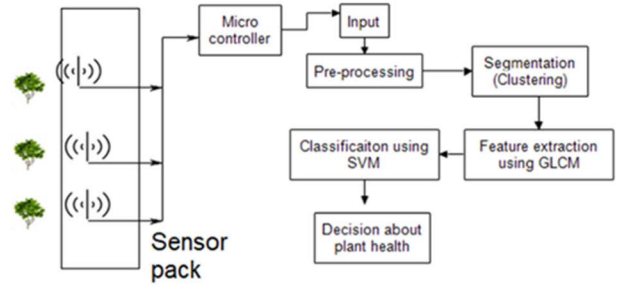 Micro
controller
Input
Pre-processing
Segmentation
(Clustering)
Classificaiton using
SVM
Feature extraction
using GLCM
Decision about
plant health
Sensor
pack